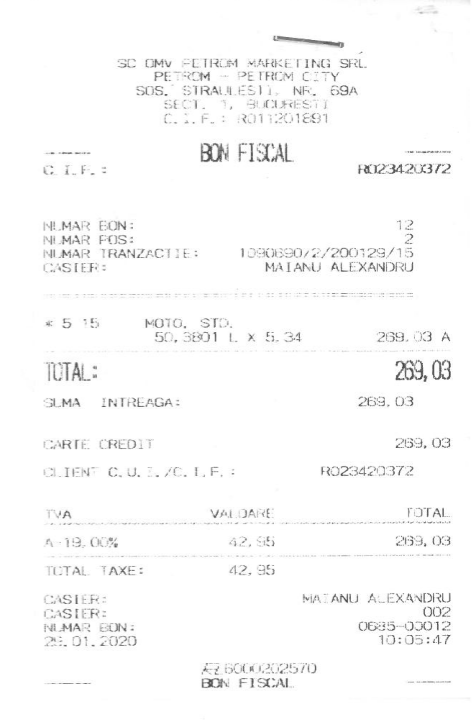 SC OMV PETROM MARKETING SRL
PETROM - PETROM CITY
SOS. STRAULESTI, NR. 69A
SECT. 1, BUCURESTI
C.I.F.: RO11201891
BON FISCAL
C.I.F.: RO23420372
NUMAR BON: 12
NUMAR POS: 2
NUMAR TRANZACTIE: 1090690/2/200129/15
CASIER: MAIANU ALEXANDRU
* 5 15 MOTO. STD.
50,3801 L X 5.34 269,03 A
TOTAL: 269,03
SUMA INTREAGA: 269,03
CARTE CREDIT 269,03
CLIENT C.U.I./C.I.F.: RO23420372
TVA VALOARE TOTAL
A-19,00% 42,95 269,03
TOTAL TAXE: 42,95
CASIER: MAIANU ALEXANDRU
CASIER: 002
NUMAR BON: 0685-00012
29.01.2020 10:05:47
6000202570
BON FISCAL